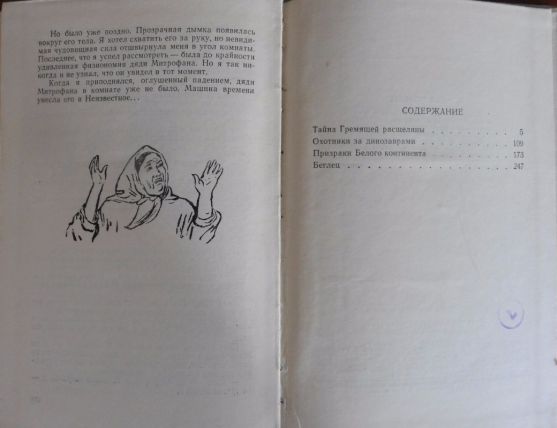 Но было уже поздно. Прозрачная дымка появилась
вокруг его тела. Я хотел схватить его за руку, но невиди-
мая чудовищная сила отшвырнула меня в угол комнаты.
Последнее, что я успел рассмотреть — была до крайности
удивленная физиономия дяди Митрофана. Но я так ни-
когда и не узнал, что он увидел в тот момент.
Когда я приподнялся, оглушенный падением, дяди
Митрофана в комнате уже не было. Машина времени
унесла его в Неизвестное...
СОДЕРЖАНИЕ
Тайна Гремящей расщелины . . . . . . . . 5
Охотники за динозаврами . . . . . . . . 109
Призраки Белого континента . . . . . . . . 173
Беглец . . . . . . . . . . . . . . 247